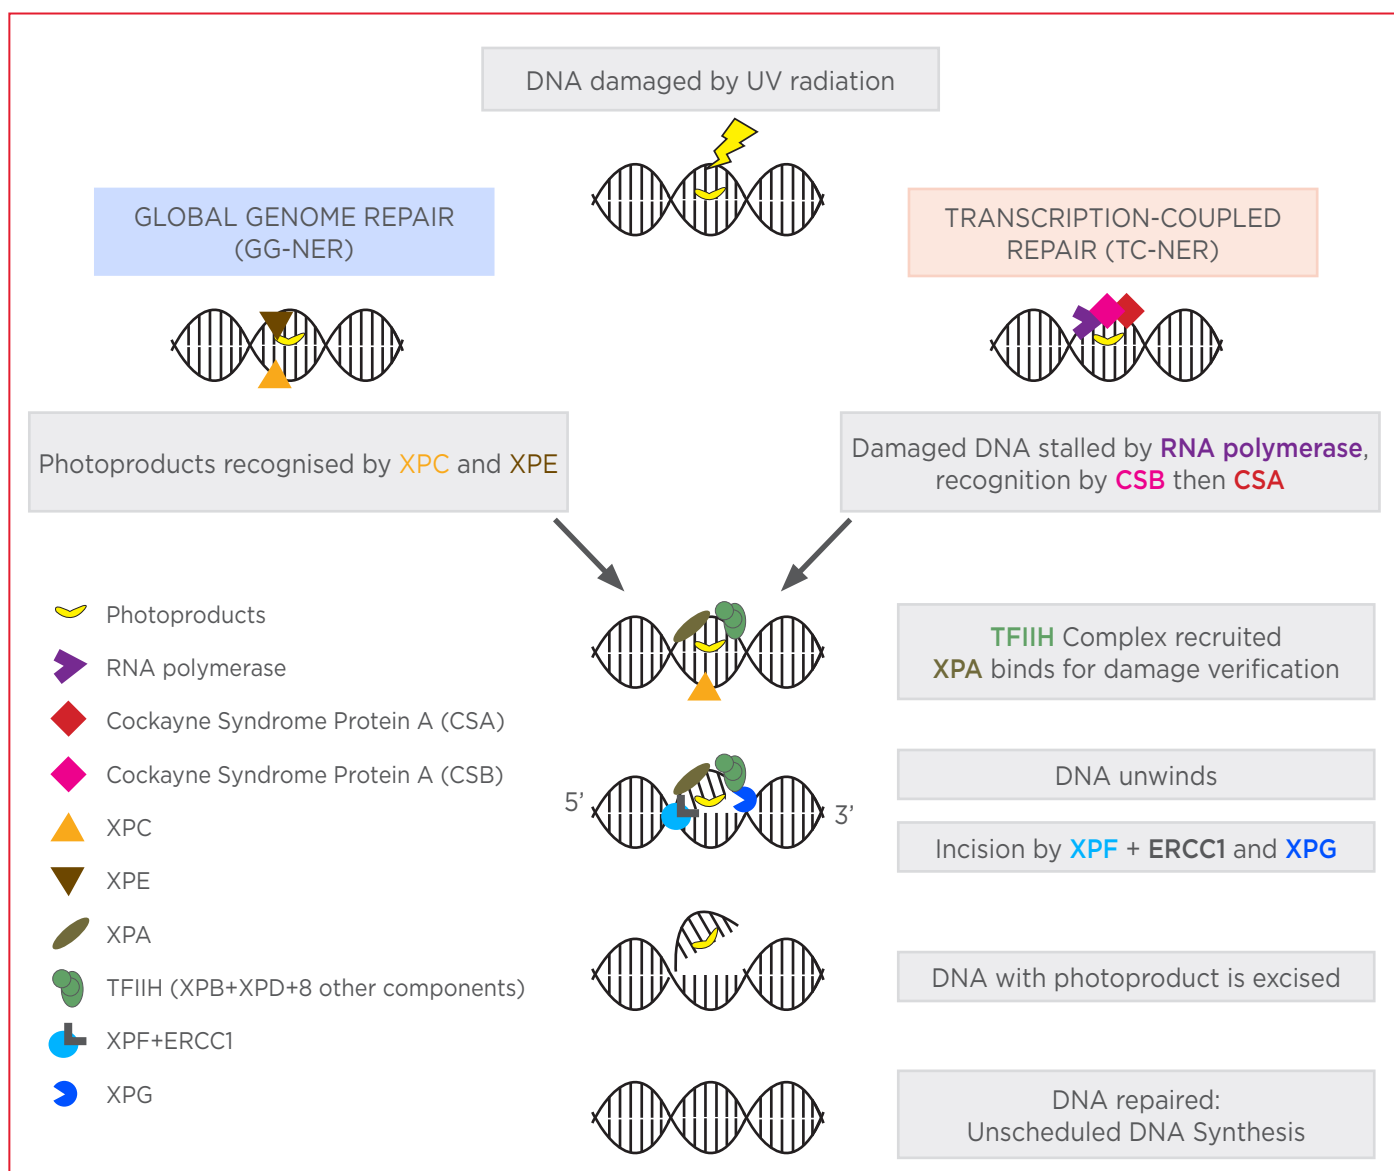 DNA damaged by UV radiation
GLOBAL GENOME REPAIR
(GG-NER)
TRANSCRIPTION-COUPLED
REPAIR (TC-NER)
Photoproducts recognised by XPC and XPE
Damaged DNA stalled by RNA polymerase,
recognition by CSB then CSA
Photoproducts
RNA polymerase
Cockayne Syndrome Protein A (CSA)
Cockayne Syndrome Protein A (CSB)
XPC
XPE
XPA
TFIIH (XPB+XPD+8 other components)
XPF+ERCC1
XPG
TFIIH Complex recruited
XPA binds for damage verification
5’
3’
DNA unwinds
Incision by XPF + ERCC1 and XPG
DNA with photoproduct is excised
DNA repaired:
Unscheduled DNA Synthesis